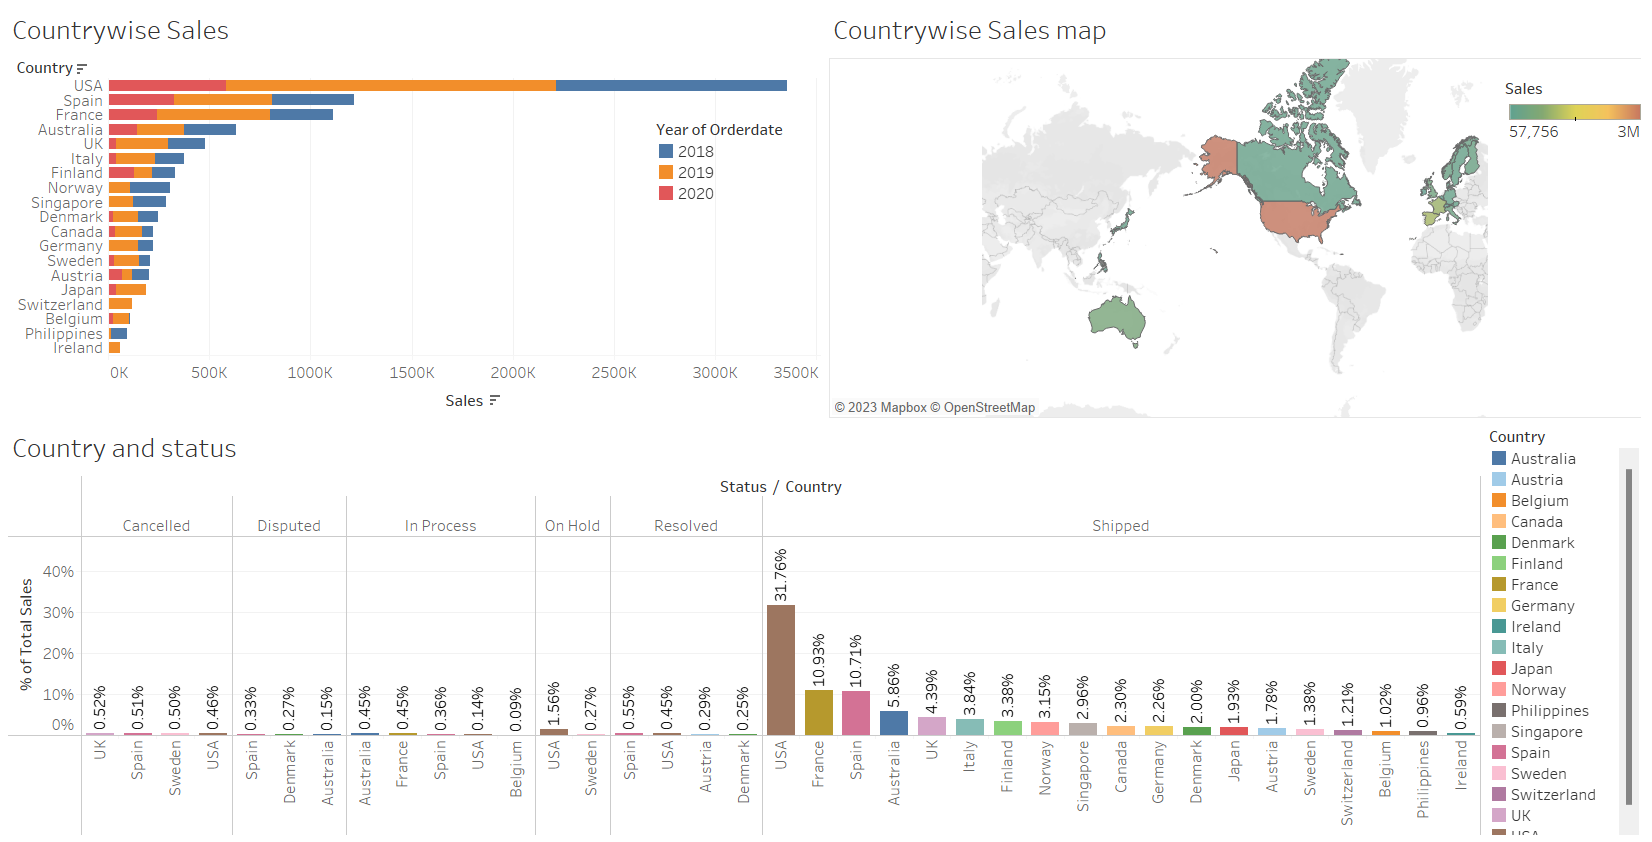 Countrywise Sales
Country
USA
Spain
France
Australia
UK
Italy
Finland
Norway
Singapore
Denmark
Canada
Germany
Sweden
Austria
Japan
Switzerland
Belgium
Philippines
Ireland
0K 500K 1000K 1500K 2000K 2500K 3000K 3500K
Sales
Year of Orderdate
2018
2019
2020
Countrywise Sales map
Sales
57,756 3M
© 2023 Mapbox © OpenStreetMap
Country and status
Status / Country
Cancelled Disputed In Process On Hold Resolved Shipped
% of Total Sales
40%
30%
20%
10%
0%
0.52% 0.51% 0.50% 0.46% 0.33% 0.27% 0.15% 0.45% 0.45% 0.36% 0.14% 0.09% 1.56% 0.27% 0.55% 0.45% 0.29% 0.25% 31.76% 10.93% 10.71% 5.86% 4.39% 3.84% 3.38% 3.15% 2.96% 2.30% 2.26% 2.00% 1.93% 1.78% 1.38% 1.21% 1.02% 0.96% 0.59%
UK Spain Sweden USA Spain Denmark Australia Australia France Spain USA Belgium USA Sweden Spain USA Austria Denmark USA France Spain Australia UK Italy Finland Norway Singapore Canada Germany Denmark Japan Austria Sweden Switzerland Belgium Philippines Ireland
Country
Australia
Austria
Belgium
Canada
Denmark
Finland
France
Germany
Ireland
Italy
Japan
Norway
Philippines
Singapore
Spain
Sweden
Switzerland
UK
USA